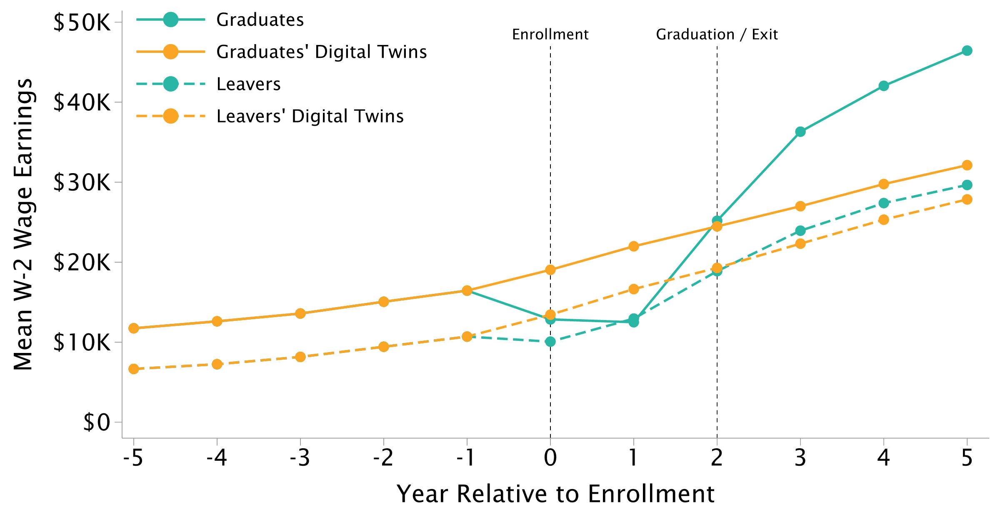 $50K
$40K
$30K
$20K
$10K
$0
Mean W-2 Wage Earnings
Graduates
Graduates' Digital Twins
Leavers
Leavers' Digital Twins
Enrollment
Graduation / Exit
-5 -4 -3 -2 -1 0 1 2 3 4 5
Year Relative to Enrollment